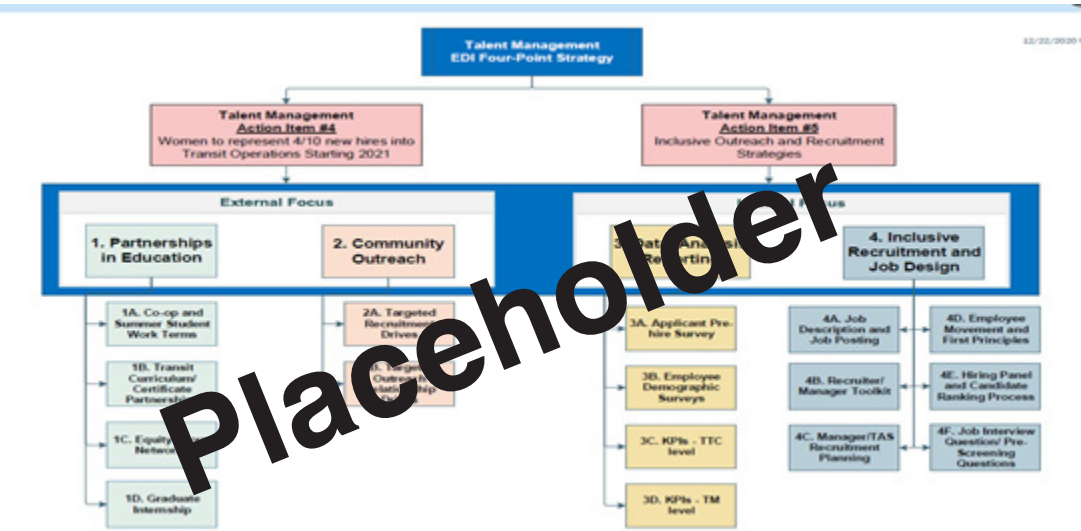 12/22/2020
Talent Management
EDI Four-Point Strategy
Talent Management
Action Item #4
Women to represent 4/10 new hires into
Transit Operations Starting 2021
Talent Management
Action Item #5
Inclusive Outreach and Recruitment
Strategies
External Focus
Focus
1. Partnerships
in Education
2. Community
Outreach
4. Inclusive
Recruitment and
Job Design
1A. Co-op and
Summer Student
Work Terms
1B. Transit
Curriculum/
Certificate
1C. Equity
1D. Graduate
Internship
2A. Targeted
Recruitment
Drives
Outreach
3A. Applicant Pre-
hire Survey
3B. Employee
Demographic
Surveys
3C. KPIs - TTC
level
3D. KPIs - TM
level
4A. Job
Description and
Job Posting
4B. Recruiter/
Manager Toolkit
4C. Manager/TAS
Recruitment
Planning
4D. Employee
Movement and
First Principles
4E. Hiring Panel
and Candidate
Ranking Process
4F. Job Interview
Question/ Pre-
Screening
Questions
Placeholder